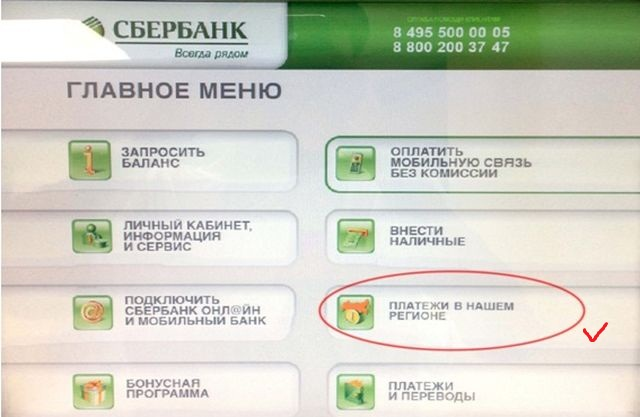 СБЕРБАНК
Всегда рядом
8 495 500 00 05
8 800 200 37 47
ГЛАВНОЕ МЕНЮ
ЗАПРОСИТЬ
БАЛАНС
ОПЛАТИТЬ
МОБИЛЬНУЮ СВЯЗЬ
БЕЗ КОМИССИИ
ЛИЧНЫЙ КАБИНЕТ,
ИНФОРМАЦИЯ
И СЕРВИС
ВНЕСТИ
НАЛИЧНЫЕ
ПОДКЛЮЧИТЬ
СБЕРБАНК ОНЛ@ЙН
И МОБИЛЬНЫЙ БАНК
ПЛАТЕЖИ В НАШЕМ
РЕГИОНЕ
БОНУСНАЯ
ПРОГРАММА
ПЛАТЕЖИ
И ПЕРЕВОДЫ